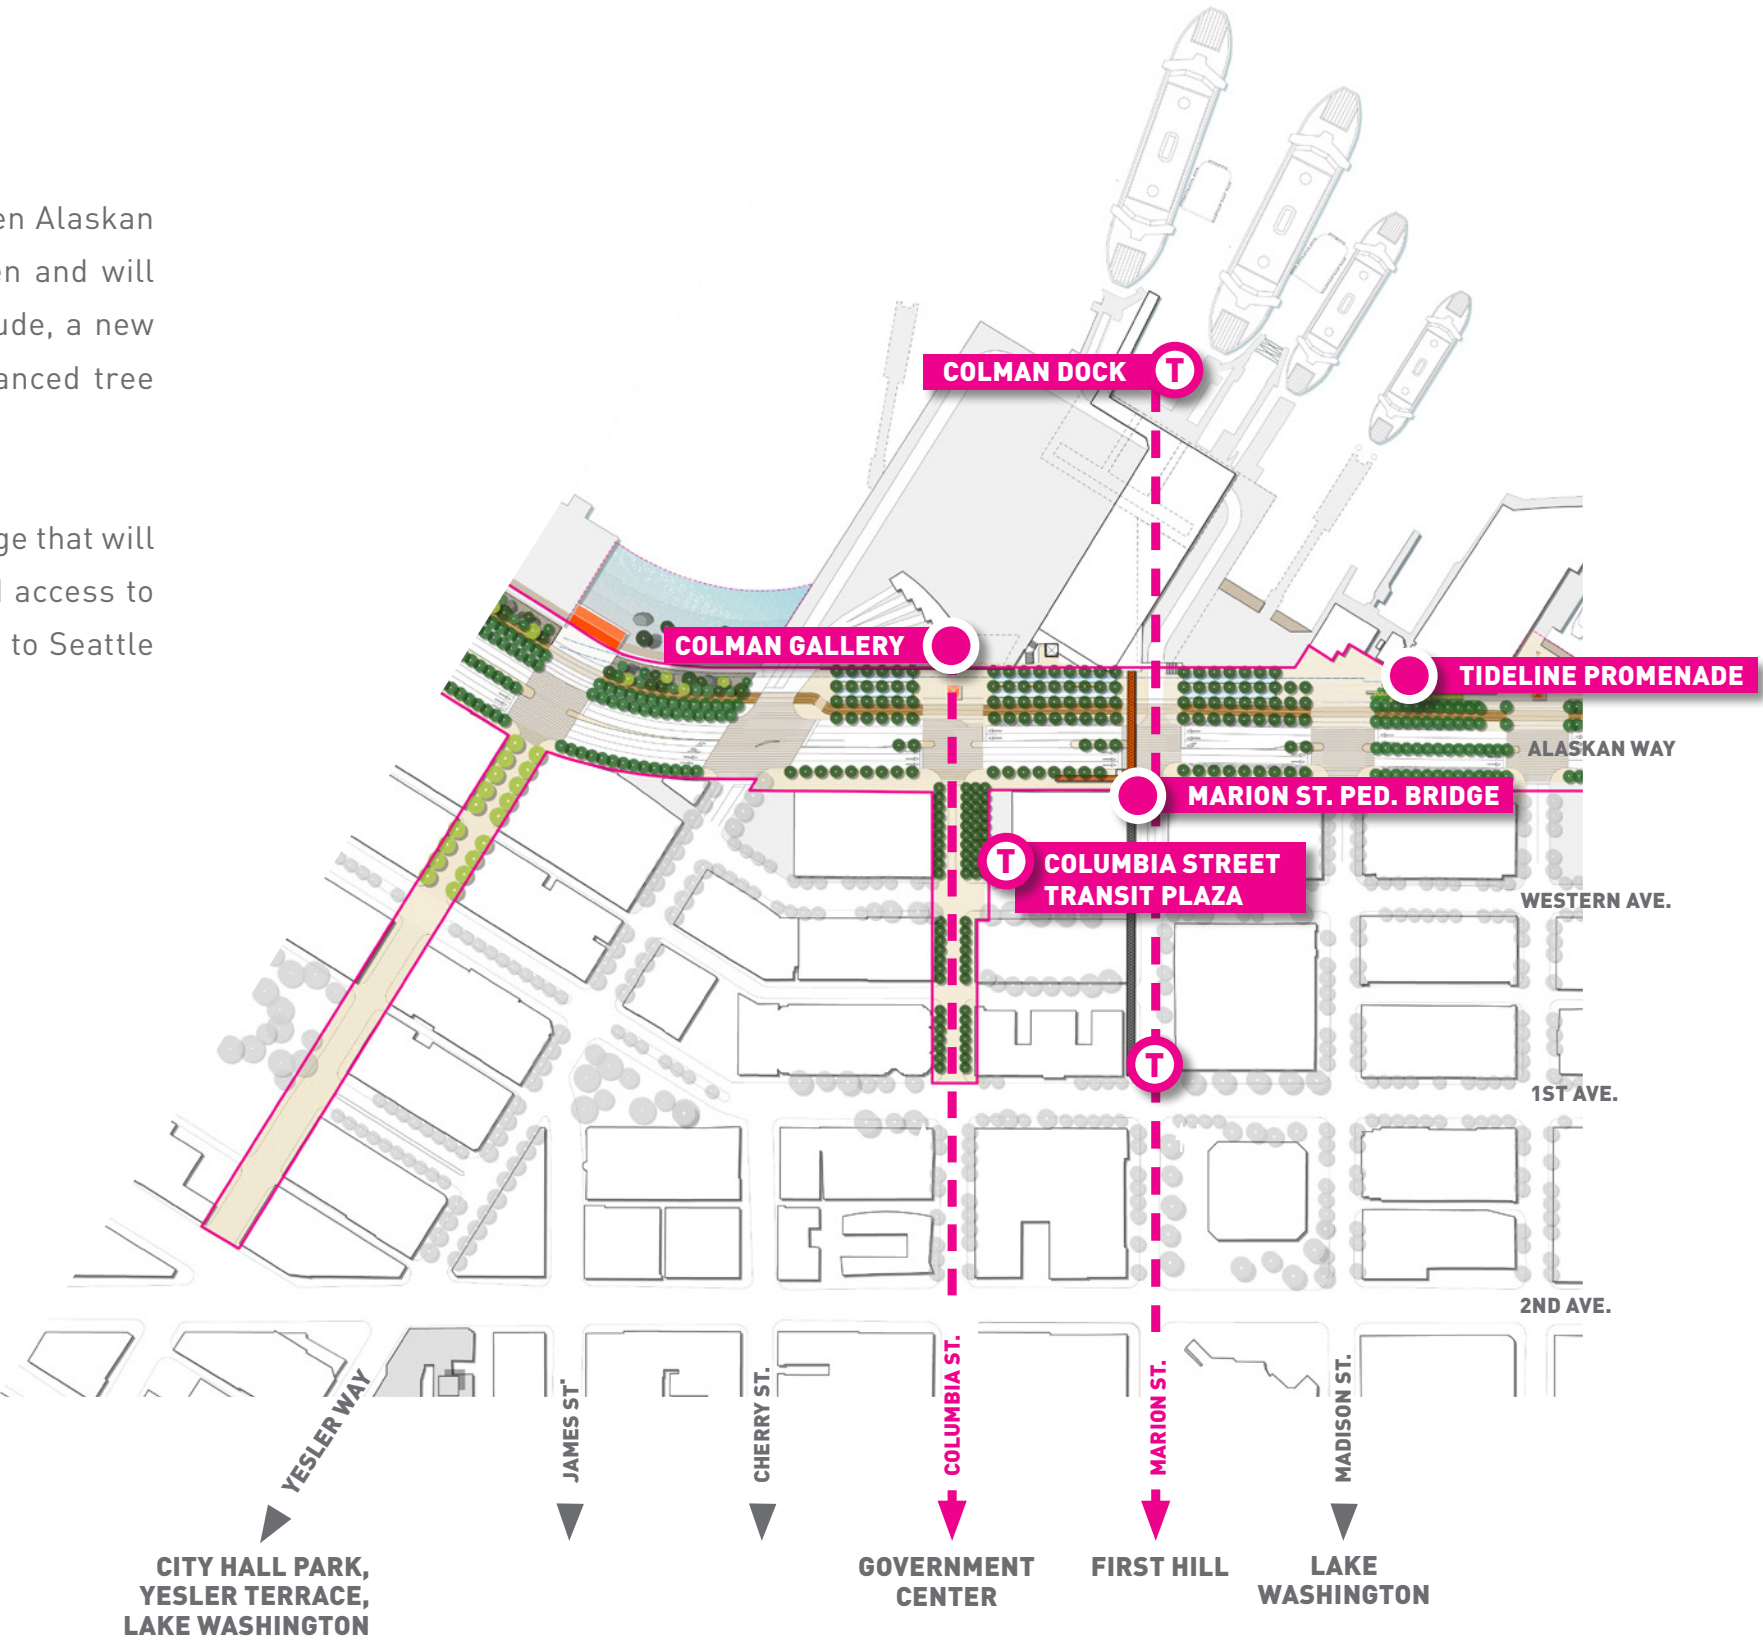 en Alaskan
en and will
ude, a new
anced tree
ge that will
access to
to Seattle
COLMAN DOCK T
COLMAN GALLERY
TIDELINE PROMENADE
ALASKAN WAY
MARION ST. PED. BRIDGE
T COLUMBIA STREET
TRANSIT PLAZA
WESTERN AVE.
T
1ST AVE.
2ND AVE.
YESLER WAY
JAMES ST
CHERRY ST.
COLUMBIA ST.
MARION ST.
MADISON ST.
CITY HALL PARK,
YESLER TERRACE,
LAKE WASHINGTON
GOVERNMENT
CENTER
FIRST HILL
LAKE
WASHINGTON